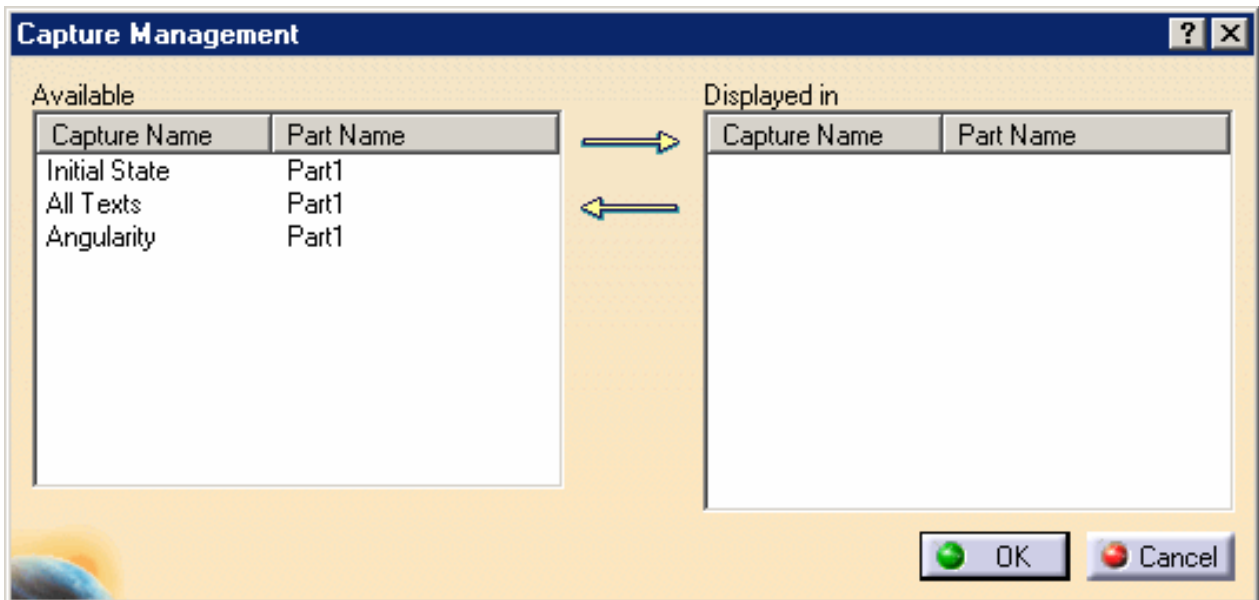 Capture Management ? X
Available Displayed in
Capture Name Part Name Capture Name Part Name
Initial State Part1
All Texts Part1
Angularity Part1
OK Cancel